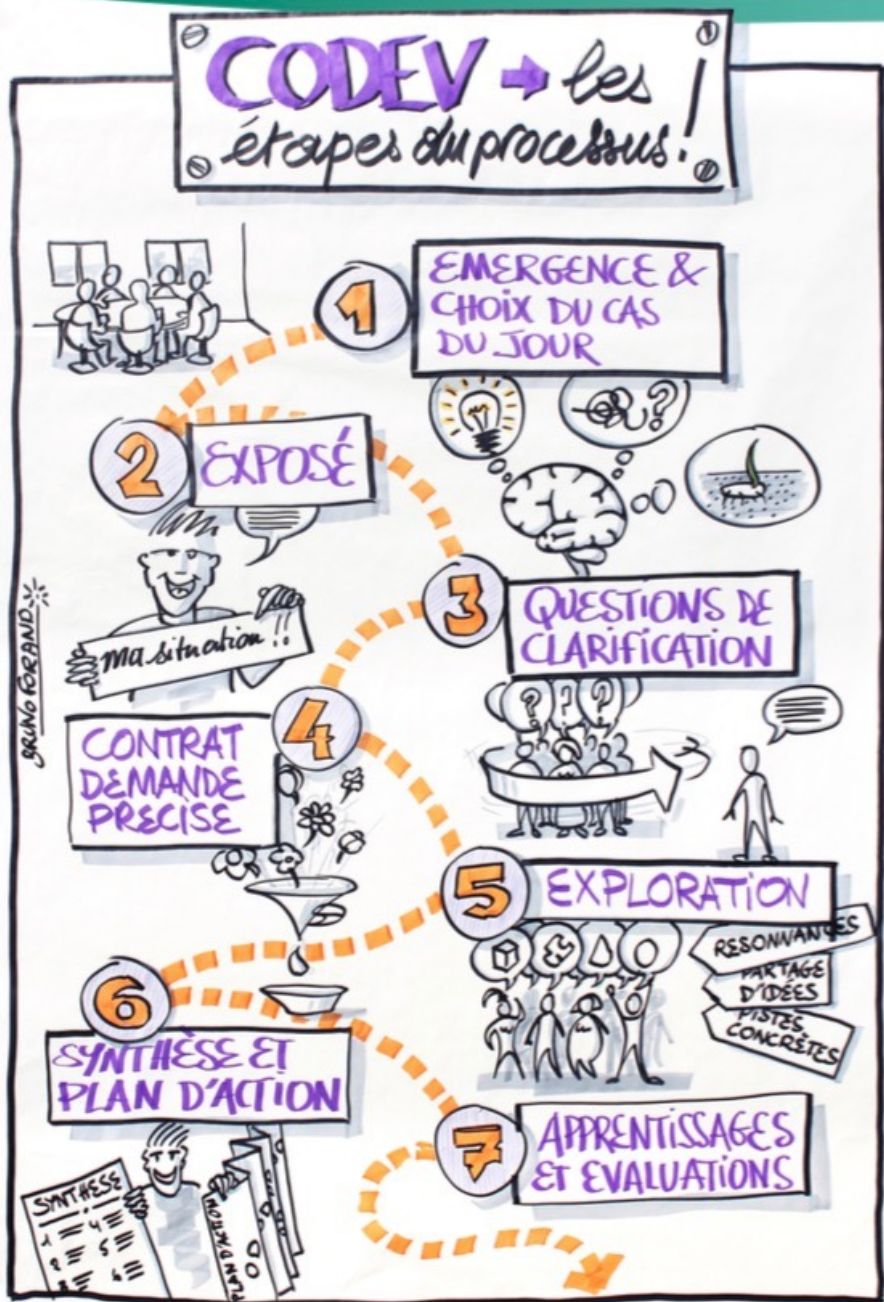 CODEV → les
étapes du processus !
1
EMERGENCE &
CHOIX DU CAS
DU JOUR
?
2
EXPOSÉ
ma situation !!
3
QUESTIONS DE
CLARIFICATION
? ? ?
BRUNO FORAND
4
CONTRAT
DEMANDE
PRECISE
5
EXPLORATION
RESONNANCES
PARTAGE
D'IDÉES
PISTES
CONCRÈTES
6
SYNTHÈSE ET
PLAN D'ACTION
7
APPRENTISSAGES
ET EVALUATIONS
SYNTHESE
PLAN D'ACTION